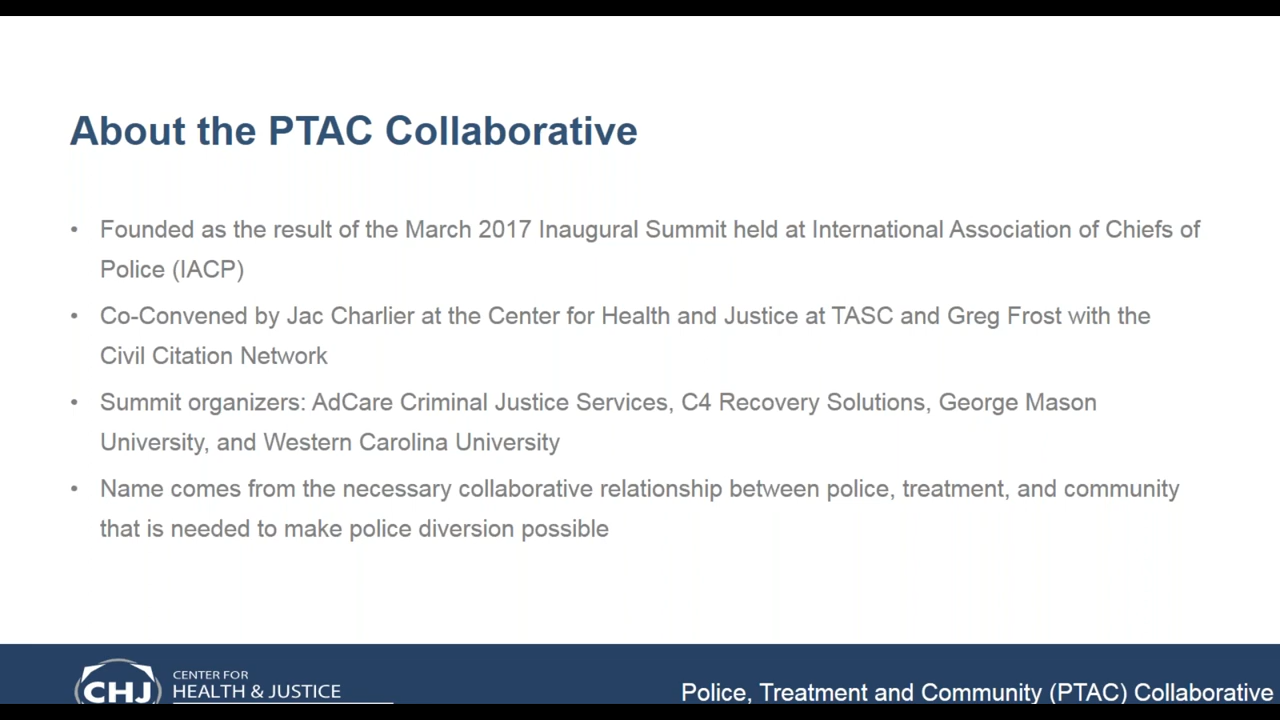 About the PTAC Collaborative
• Founded as the result of the March 2017 Inaugural Summit held at International Association of Chiefs of
Police (IACP)
• Co-Convened by Jac Charlier at the Center for Health and Justice at TASC and Greg Frost with the
Civil Citation Network
• Summit organizers: AdCare Criminal Justice Services, C4 Recovery Solutions, George Mason
University, and Western Carolina University
• Name comes from the necessary collaborative relationship between police, treatment, and community
that is needed to make police diversion possible
CHJ
CENTER FOR
HEALTH & JUSTICE
Police, Treatment and Community (PTAC) Collaborative